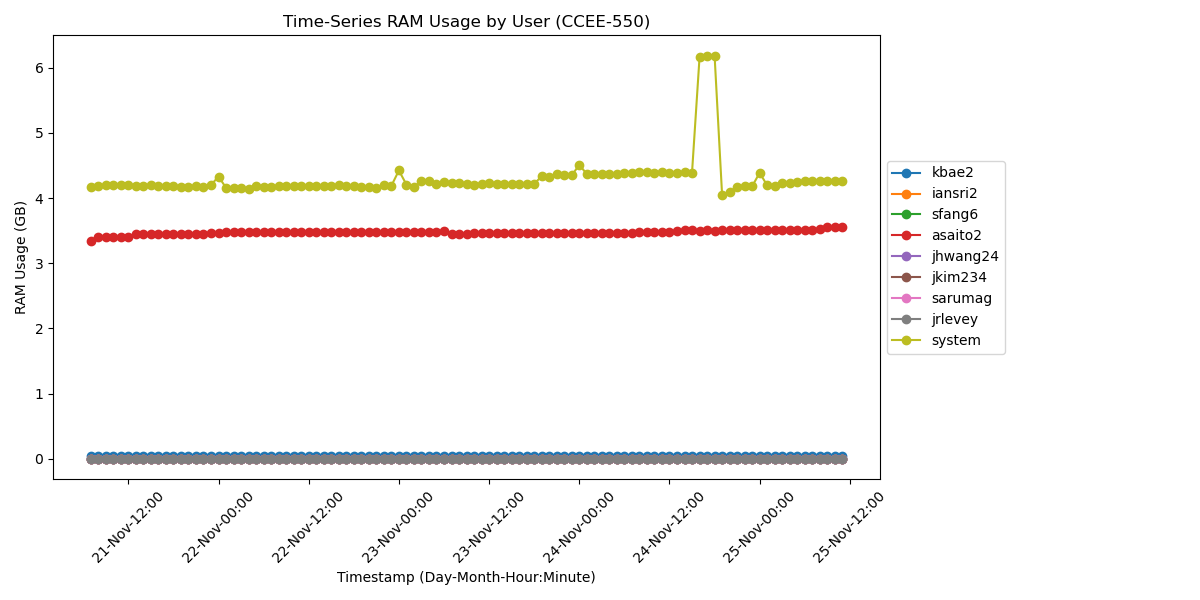 Time-Series RAM Usage by User (CCEE-550)
RAM Usage (GB)
6
5
4
3
2
1
0
21-Nov-12:00
22-Nov-00:00
22-Nov-12:00
23-Nov-00:00
23-Nov-12:00
24-Nov-00:00
24-Nov-12:00
25-Nov-00:00
25-Nov-12:00
Timestamp (Day-Month-Hour:Minute)
kbae2
iansri2
sfang6
asaito2
jhwang24
jkim234
sarumag
jrlevey
system